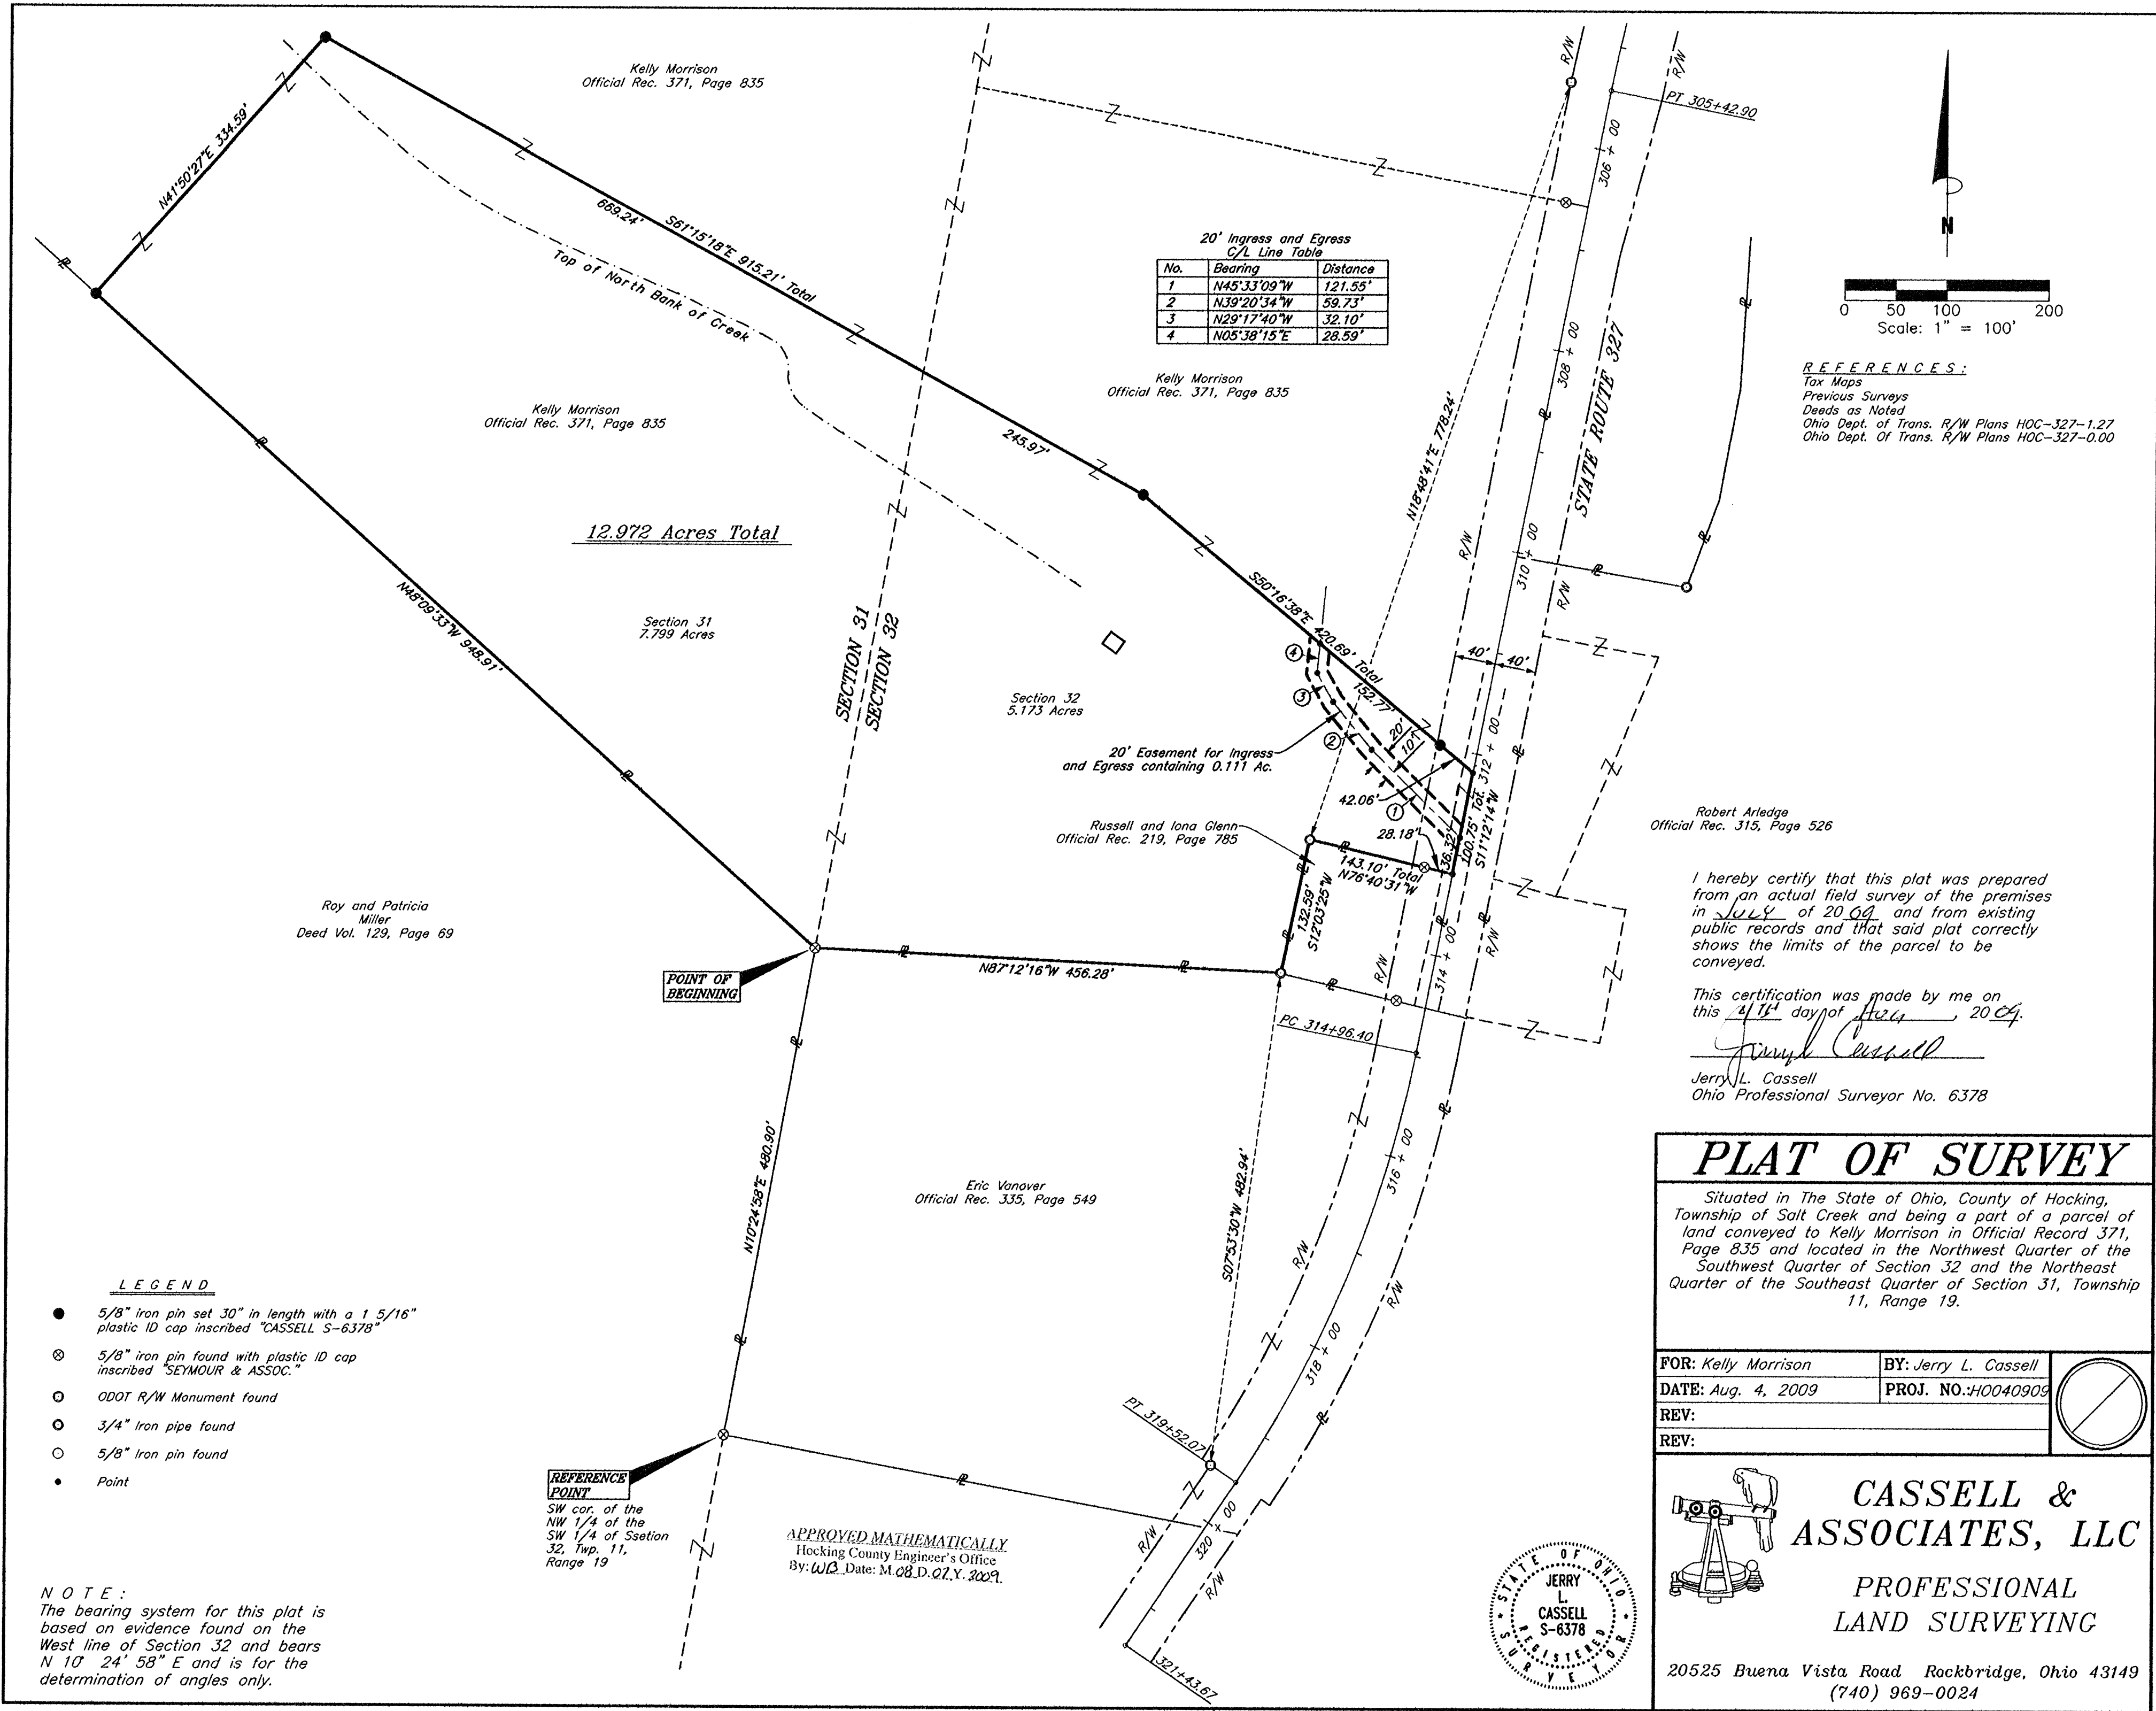 Kelly Morrison
Official Rec. 371, Page 835
N41°50'27"E 334.59'
669.24'
S61°15'18"E 915.21' Total
Top of North Bank of Creek
Kelly Morrison
Official Rec. 371, Page 835
245.97'
12.972 Acres Total
N48°09'33"W 948.91'
Section 31
7.799 Acres
SECTION 31
SECTION 32
Section 32
5.173 Acres
20' Ingress and Egress
C/L Line Table
No. Bearing Distance
1 N45°33'09"W 121.55'
2 N39°20'34"W 59.73'
3 N29°17'40"W 32.10'
4 N05°38'15"E 28.59'
Kelly Morrison
Official Rec. 371, Page 835
N18°48'41"E 778.24'
S50°16'38"E 420.69' Total
152.77'
4
3
2
1
20'
10'
20' Easement for Ingress
and Egress containing 0.111 Ac.
42.06'
28.18'
36.32'
100.75' Tot.
S11°12'14"W
Russell and Iona Glenn
Official Rec. 219, Page 785
143.10' Total
N76°40'31"W
132.59'
S12°03'25"W
N87°12'16"W 456.28'
POINT OF
BEGINNING
Roy and Patricia
Miller
Deed Vol. 129, Page 69
N10°24'58"E 480.90'
Eric Vanover
Official Rec. 335, Page 549
S07°53'30"W 482.94'
R/W
R/W
R/W
R/W
R/W
R/W
R/W
R/W
R/W
R/W
R/W
PT 305+42.90
306 + 00
308 + 00
310 + 00
312 + 00
314 + 00
PC 314+96.40
316 + 00
318 + 00
PT 319+52.07
320 + 00
321+43.67
STATE ROUTE 327
40' 40'
Robert Arledge
Official Rec. 315, Page 526
N
0 50 100 200
Scale: 1" = 100'
REFERENCES:
Tax Maps
Previous Surveys
Deeds as Noted
Ohio Dept. of Trans. R/W Plans HOC-327-1.27
Ohio Dept. Of Trans. R/W Plans HOC-327-0.00
I hereby certify that this plat was prepared
from an actual field survey of the premises
in JULY of 20 09 and from existing
public records and that said plat correctly
shows the limits of the parcel to be
conveyed.
This certification was made by me on
this 4TH day of Aug, 20 09.
Jerry L. Cassell
Jerry L. Cassell
Ohio Professional Surveyor No. 6378
LEGEND
5/8" iron pin set 30" in length with a 1 5/16"
plastic ID cap inscribed "CASSELL S-6378"
5/8" iron pin found with plastic ID cap
inscribed "SEYMOUR & ASSOC."
ODOT R/W Monument found
3/4" Iron pipe found
5/8" Iron pin found
Point
REFERENCE
POINT
SW cor. of the
NW 1/4 of the
SW 1/4 of Ssetion
32, Twp. 11,
Range 19
APPROVED MATHEMATICALLY
Hocking County Engineer's Office
By: WB Date: M. 08 D. 07 Y. 2009.
NOTE:
The bearing system for this plat is
based on evidence found on the
West line of Section 32 and bears
N 10° 24' 58" E and is for the
determination of angles only.
STATE OF OHIO
JERRY
L.
CASSELL
S-6378
REGISTERED
SURVEYOR
PLAT OF SURVEY
Situated in The State of Ohio, County of Hocking,
Township of Salt Creek and being a part of a parcel of
land conveyed to Kelly Morrison in Official Record 371,
Page 835 and located in the Northwest Quarter of the
Southwest Quarter of Section 32 and the Northeast
Quarter of the Southeast Quarter of Section 31, Township
11, Range 19.
FOR: Kelly Morrison BY: Jerry L. Cassell
DATE: Aug. 4, 2009 PROJ. NO.:H0040909
REV:
REV:
CASSELL &
ASSOCIATES, LLC
PROFESSIONAL
LAND SURVEYING
20525 Buena Vista Road Rockbridge, Ohio 43149
(740) 969-0024